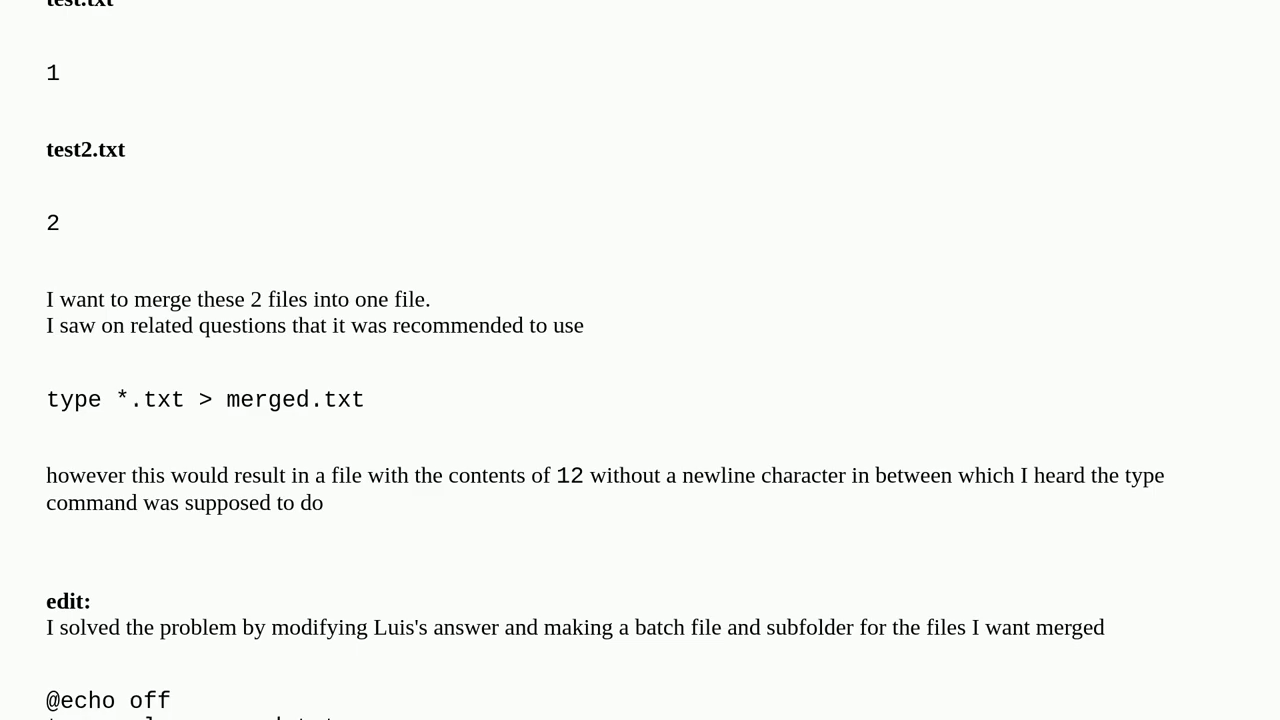 test.txt
1
test2.txt
2
I want to merge these 2 files into one file.
I saw on related questions that it was recommended to use
type *.txt > merged.txt
however this would result in a file with the contents of 12 without a newline character in between which I heard the type
command was supposed to do
edit:
I solved the problem by modifying Luis's answer and making a batch file and subfolder for the files I want merged
@echo off